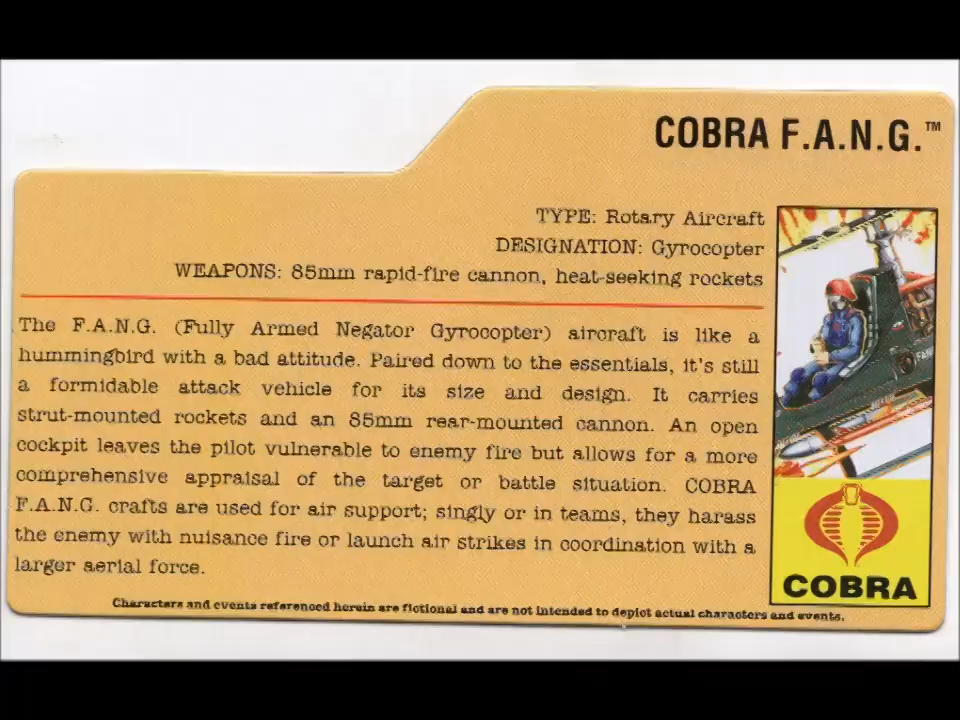 COBRA F.A.N.G.™
TYPE: Rotary Aircraft
DESIGNATION: Gyrocopter
WEAPONS: 85mm rapid-fire cannon, heat-seeking rockets
The F.A.N.G. (Fully Armed Negator Gyrocopter) aircraft is like a
hummingbird with a bad attitude. Paired down to the essentials, it's still
a formidable attack vehicle for its size and design. It carries
strut-mounted rockets and an 85mm rear-mounted cannon. An open
cockpit leaves the pilot vulnerable to enemy fire but allows for a more
comprehensive appraisal of the target or battle situation. COBRA
F.A.N.G. crafts are used for air support; singly or in teams, they harass
the enemy with nuisance fire or launch air strikes in coordination with a
larger aerial force.
FANG
COBRA
Characters and events referenced herein are fictional and are not intended to depict actual characters and events.